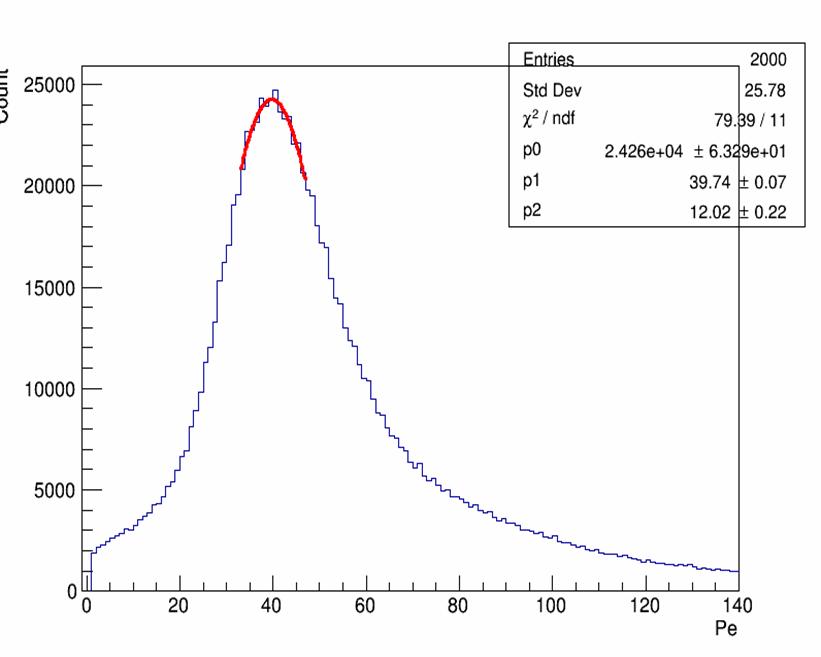 Entries 2000
Std Dev 25.78
χ² / ndf 79.39 / 11
p0 2.426e+04 ± 6.329e+01
p1 39.74 ± 0.07
p2 12.02 ± 0.22
Count
25000
20000
15000
10000
5000
0
0 20 40 60 80 100 120 140
Pe